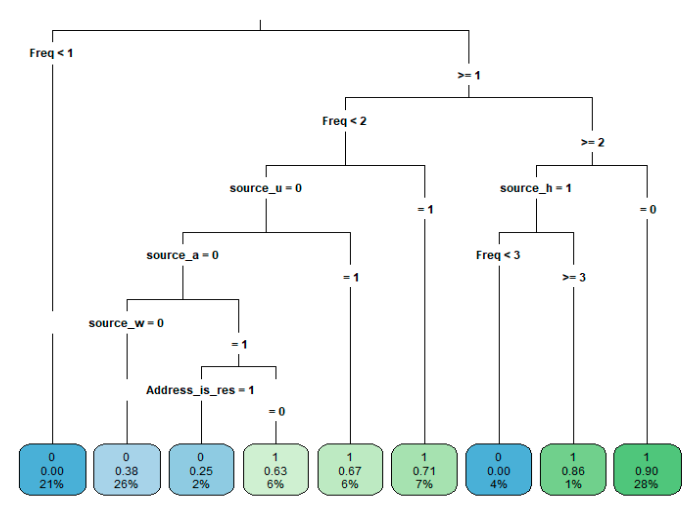 Freq < 1
>= 1
Freq < 2
>= 2
source_u = 0
source_h = 1
= 1
= 0
source_a = 0
Freq < 3
= 1
>= 3
source_w = 0
= 1
Address_is_res = 1
= 0
0 0 0 1 1 1 0 1 1
0.00 0.38 0.25 0.63 0.67 0.71 0.00 0.86 0.90
21% 26% 2% 6% 6% 7% 4% 1% 28%